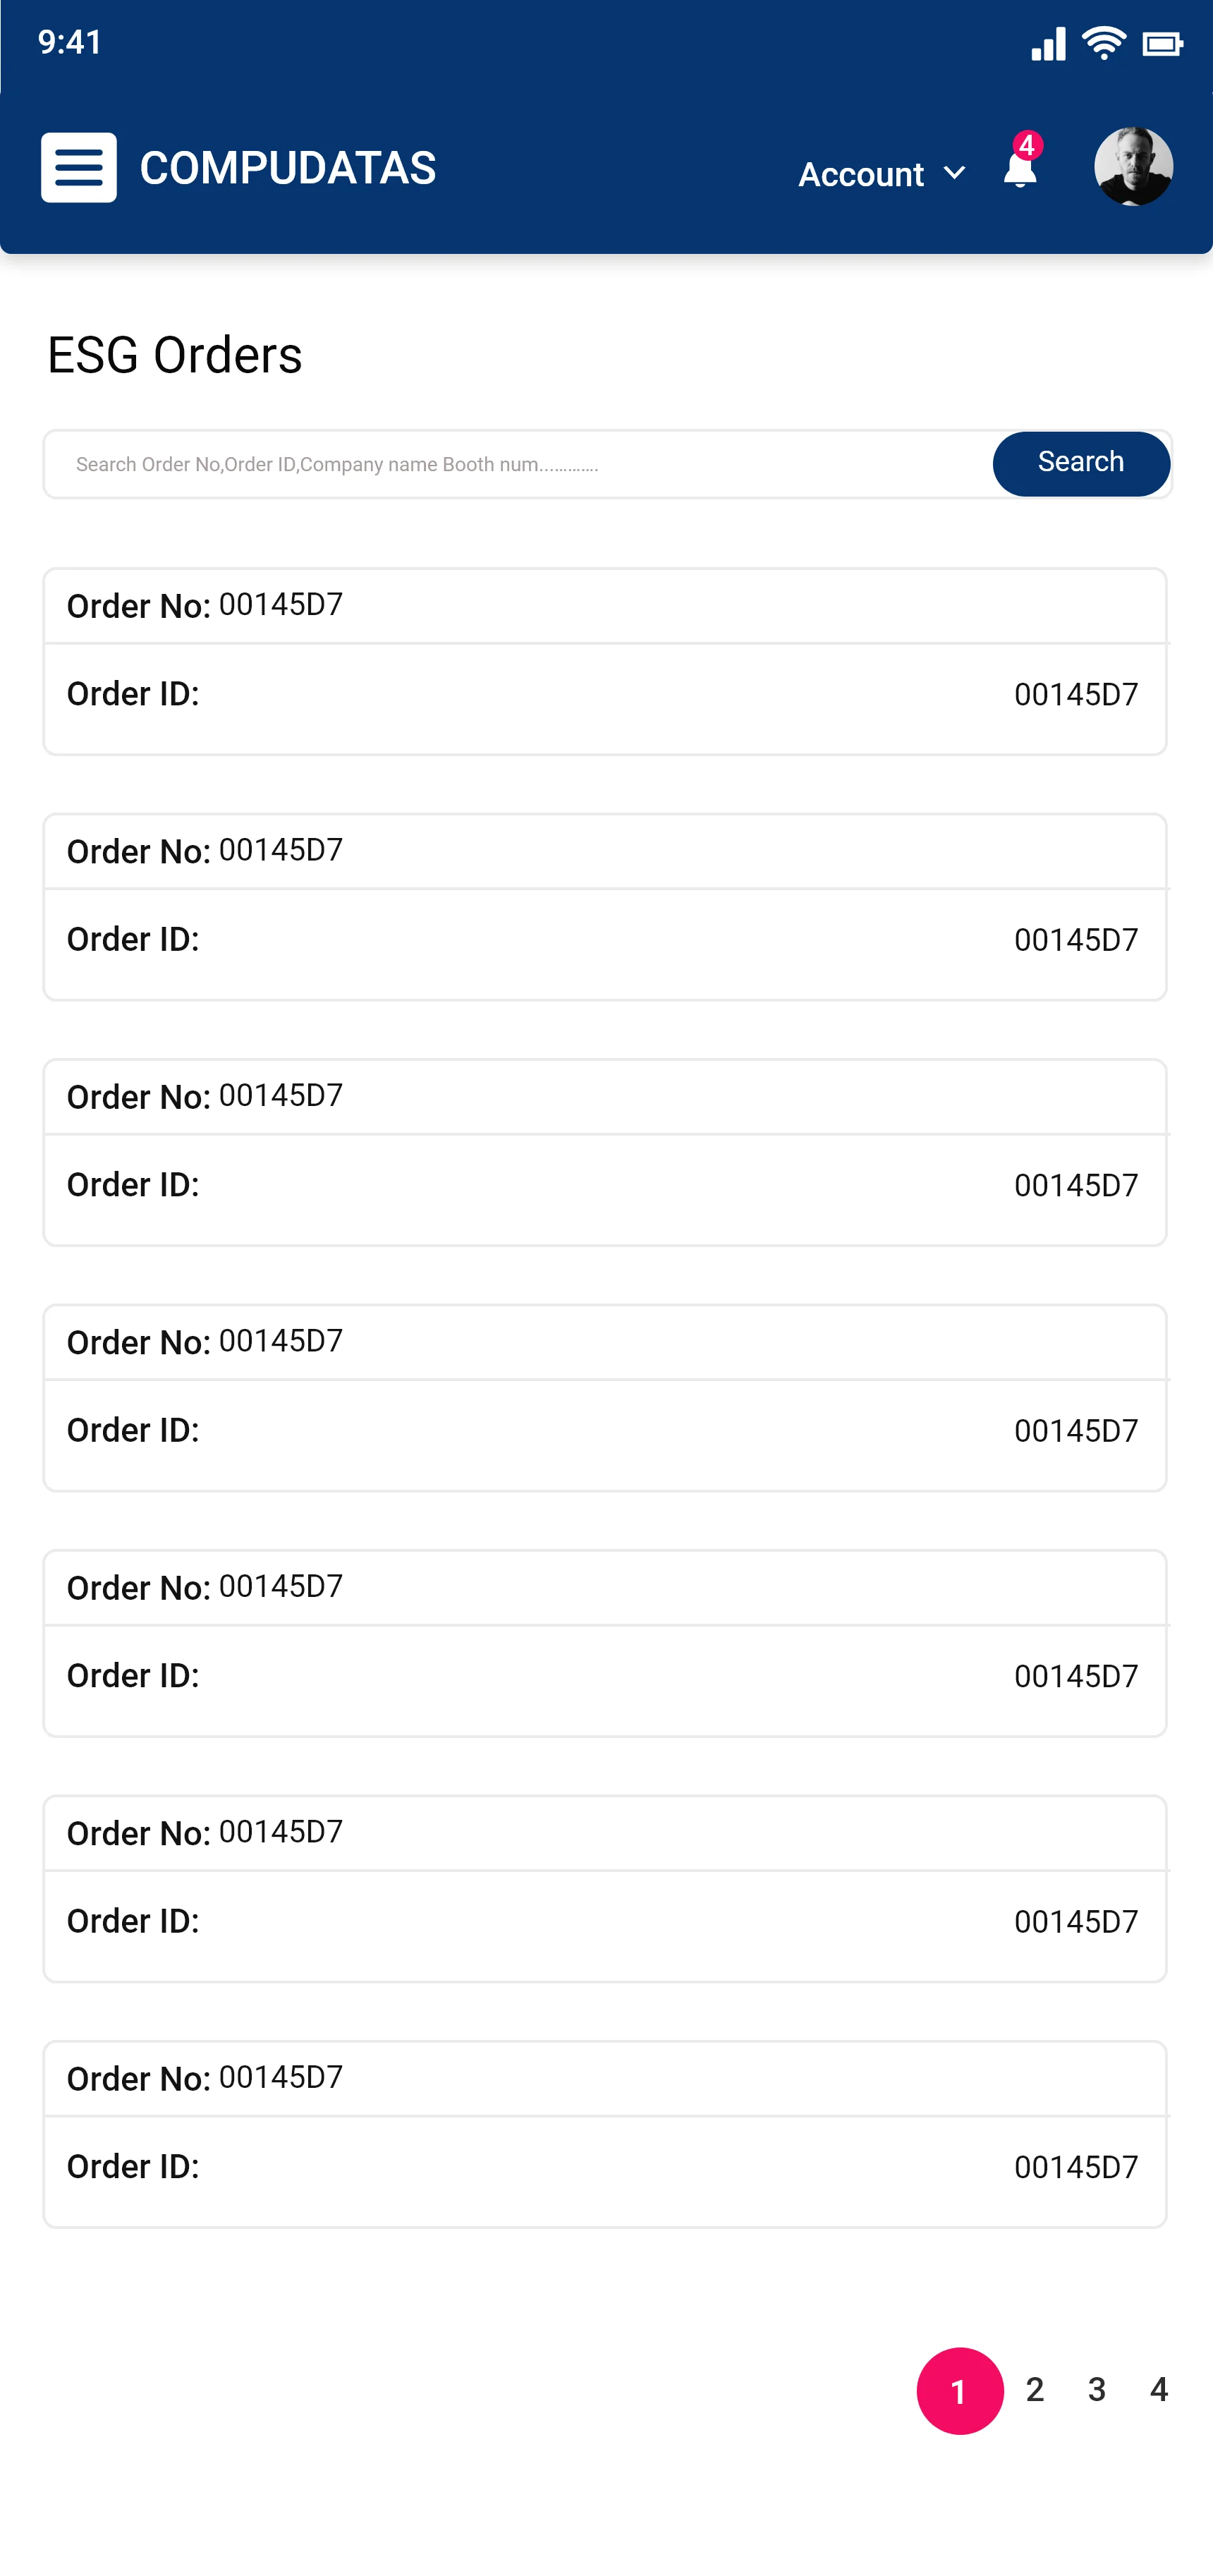 9:41
COMPUDATAS
Account
4
ESG Orders
Search Order No,Order ID,Company name Booth num..............
Search
Order No: 00145D7
Order ID: 00145D7
Order No: 00145D7
Order ID: 00145D7
Order No: 00145D7
Order ID: 00145D7
Order No: 00145D7
Order ID: 00145D7
Order No: 00145D7
Order ID: 00145D7
Order No: 00145D7
Order ID: 00145D7
Order No: 00145D7
Order ID: 00145D7
1 2 3 4